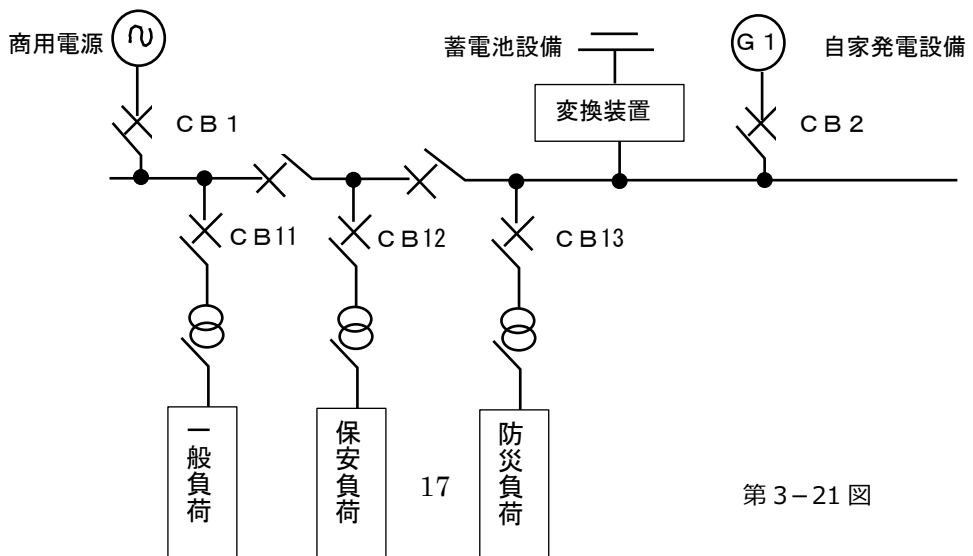 商用電源
蓄電池設備
G1
自家発電設備
変換装置
CB1
CB2
CB11
CB12
CB13
一般負荷
保安負荷
防災負荷
17
第3-21図